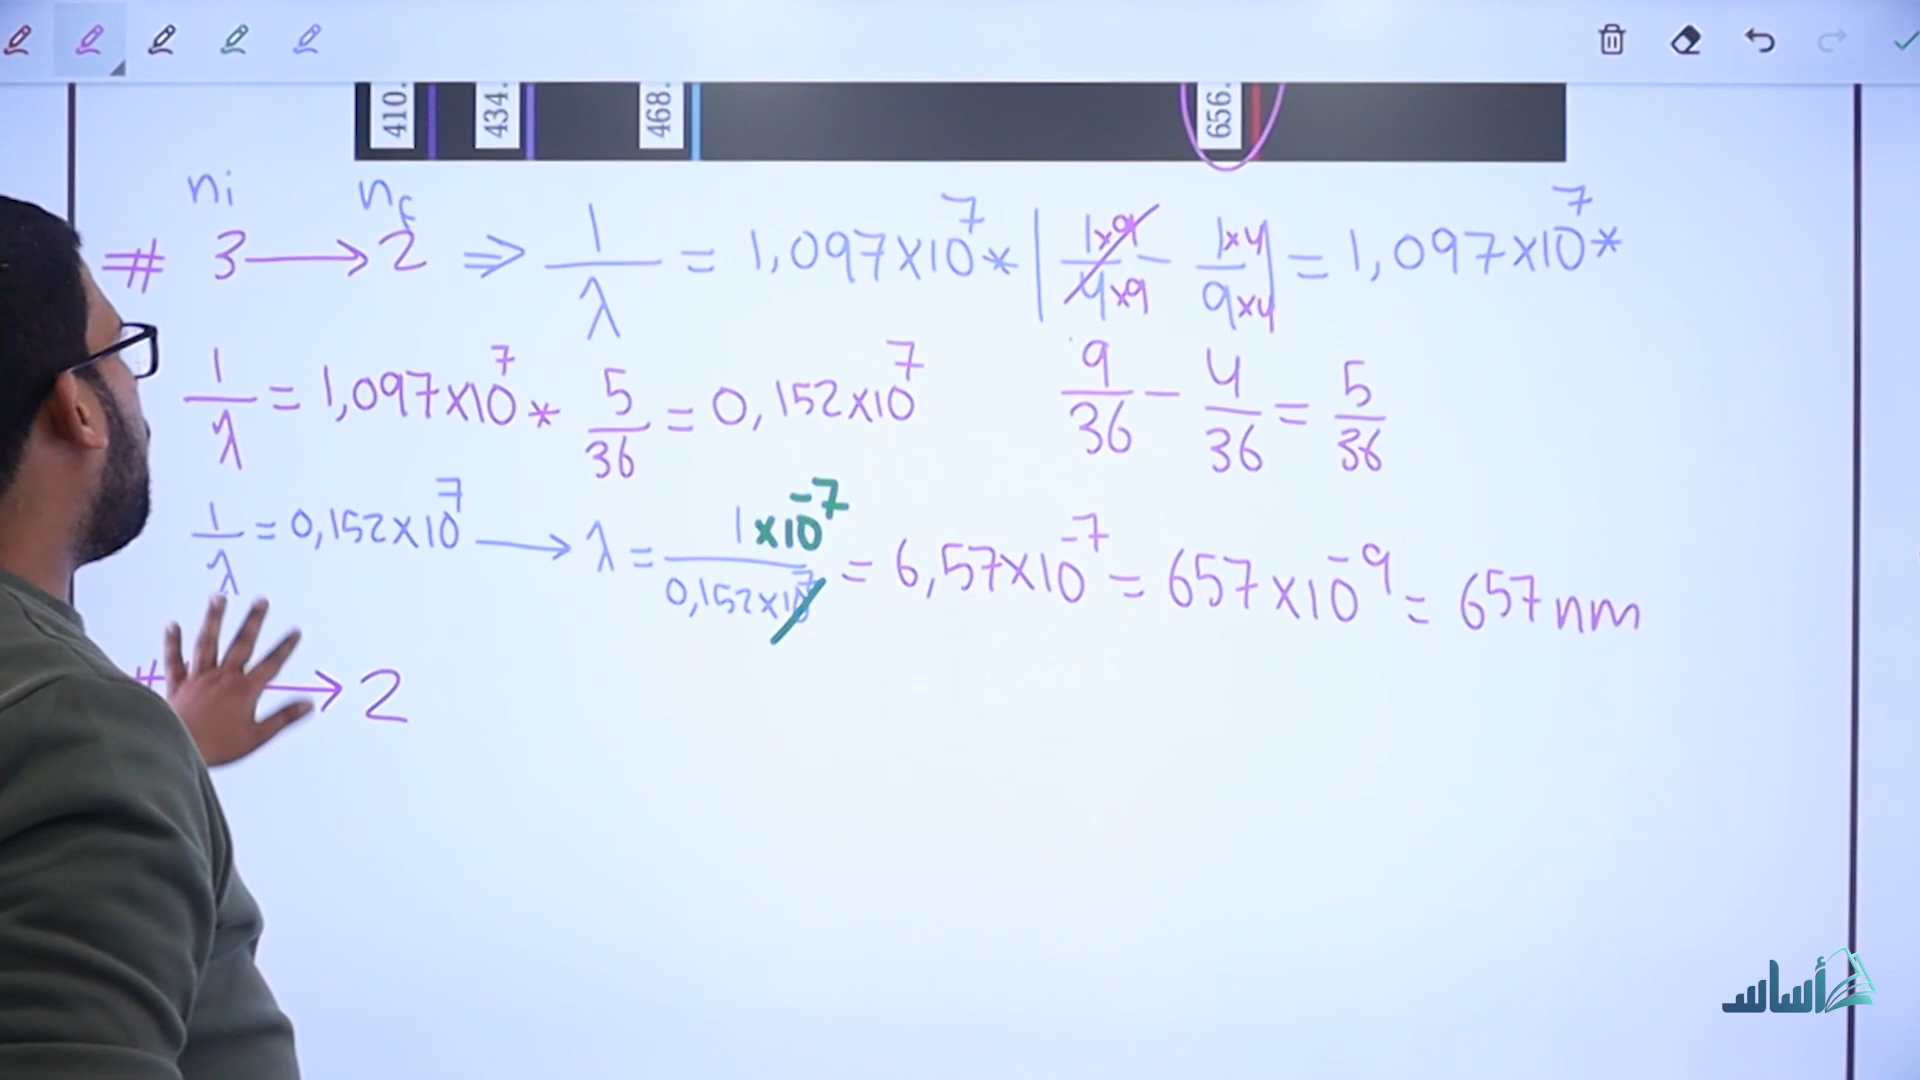 410. 434. 468. 656.
ni nf
# 3 ⟶ 2 ⇒ 1/λ = 1,097×10^7 * | 1×9/4×9 - 1×4/9×4 | = 1,097×10^7 *
1/λ = 1,097×10^7 * 5/36 = 0,152×10^7
9/36 - 4/36 = 5/36
1/λ = 0,152×10^7 ⟶ λ = 1×10^-7/0,152×10^7 = 6,57×10^-7 = 657×10^-9 = 657 nm
# ⟶ 2
أساس